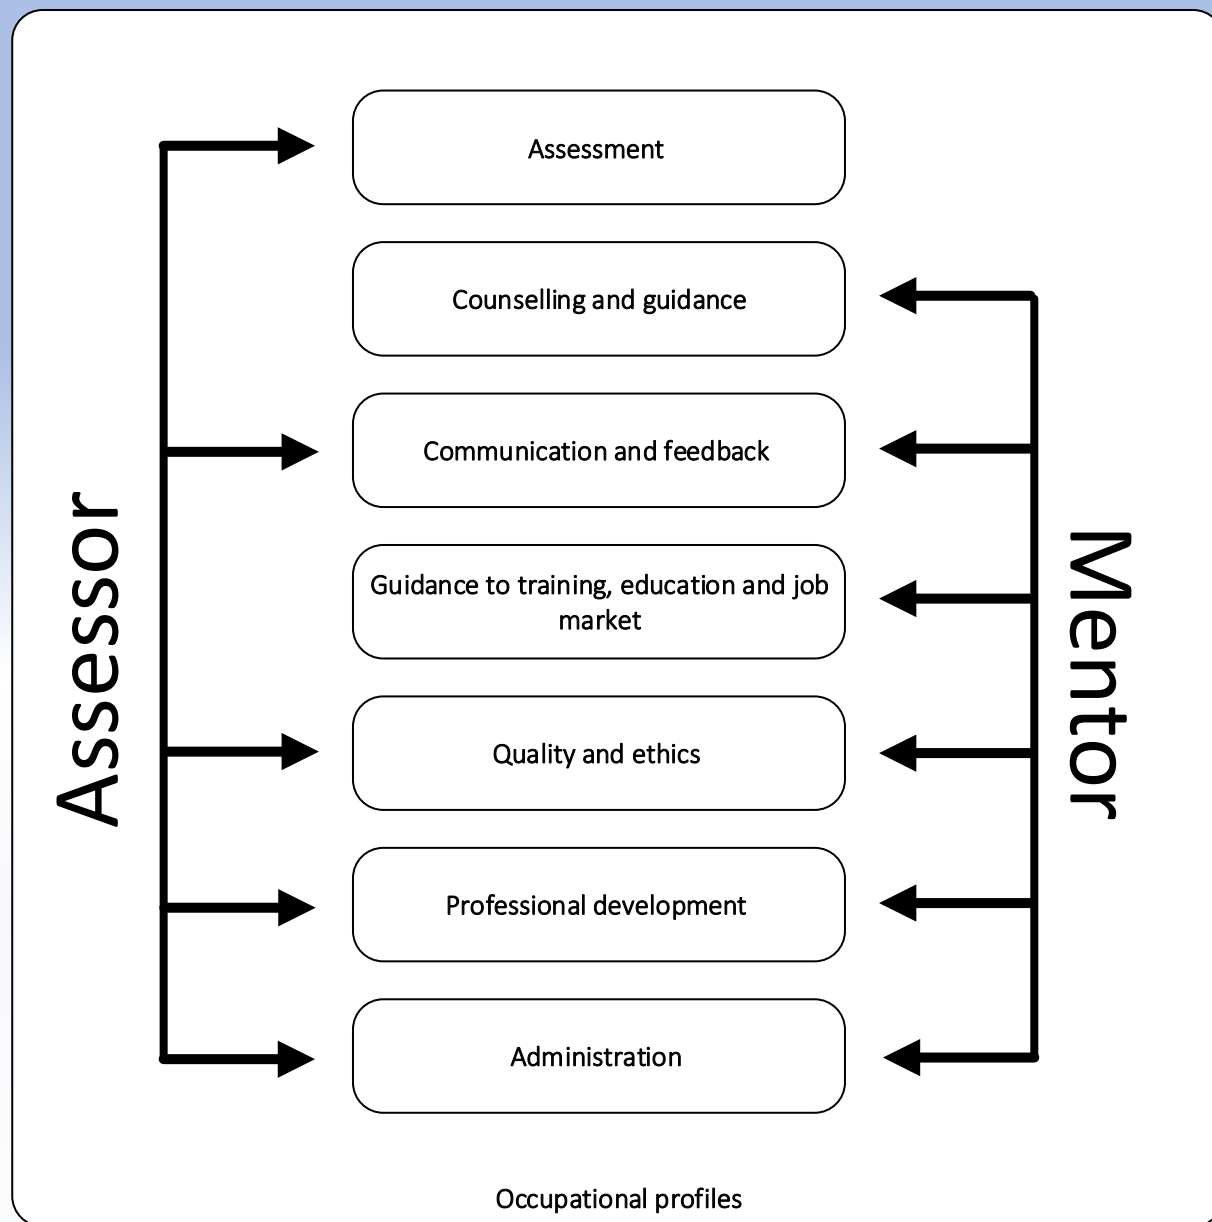 Assessment
Counselling and guidance
Communication and feedback
Guidance to training, education and job
market
Quality and ethics
Professional development
Administration
Assessor
Mentor
Occupational profiles